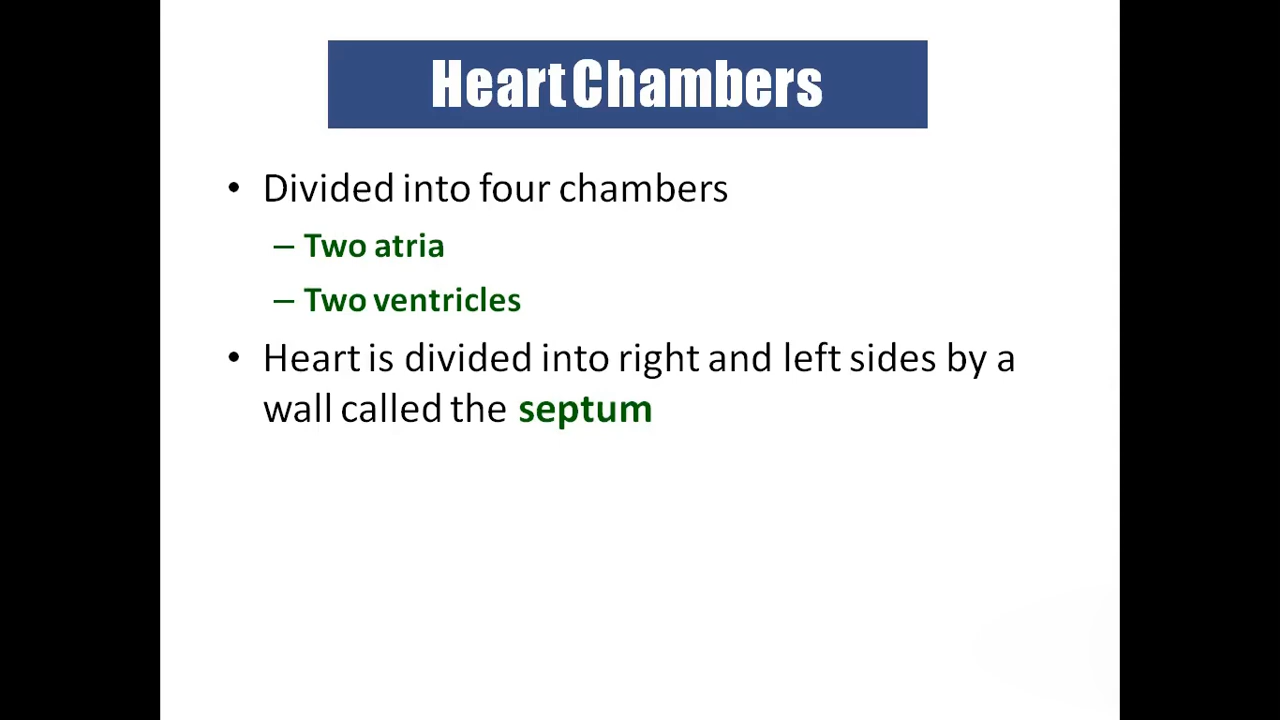 Heart Chambers
• Divided into four chambers
– Two atria
– Two ventricles
• Heart is divided into right and left sides by a
wall called the septum